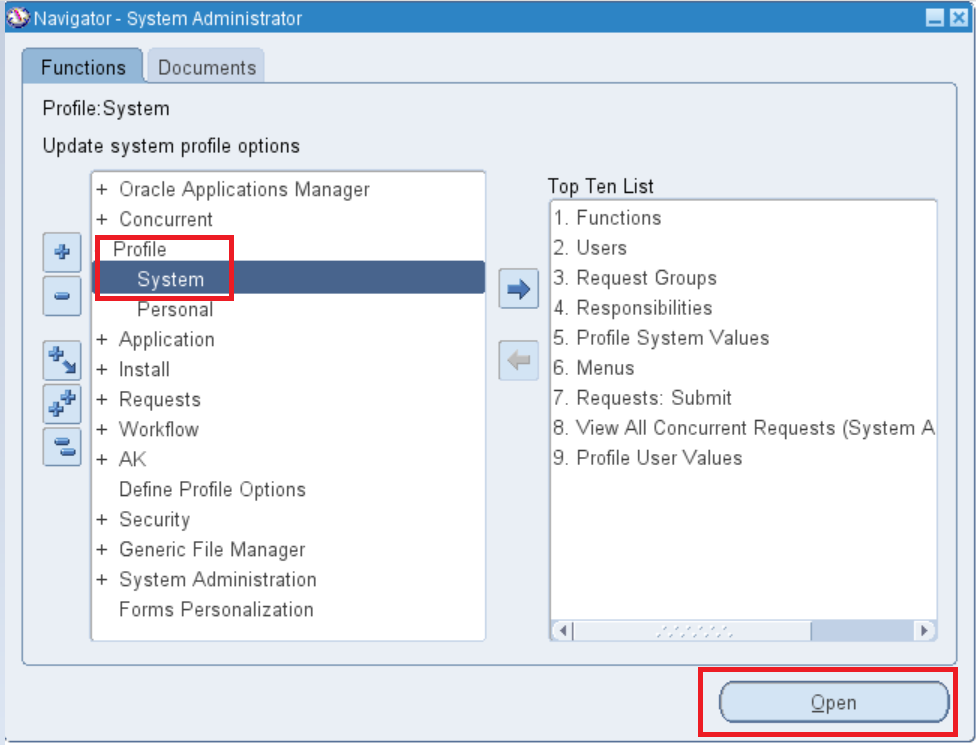 Navigator - System Administrator
Functions
Documents
Profile:System
Update system profile options
+ Oracle Applications Manager
+ Concurrent
Profile
System
Personal
+ Application
+ Install
+ Requests
+ Workflow
+ AK
Define Profile Options
+ Security
+ Generic File Manager
+ System Administration
Forms Personalization
Top Ten List
1. Functions
2. Users
3. Request Groups
4. Responsibilities
5. Profile System Values
6. Menus
7. Requests: Submit
8. View All Concurrent Requests (System A
9. Profile User Values
Open